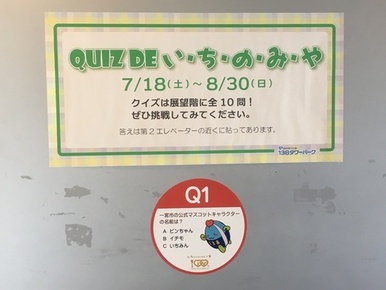 QUIZ DE い・ち・の・み・や
7/18(土)～8/30(日)
クイズは展望階に全10問！
ぜひ挑戦してみてください。
答えは第2エレベーターの近くに貼ってあります。
138タワーパーク
Q1
一宮市の公式マスコットキャラクター
の名前は？
A ピンちゃん
B イチモ
C いちみん